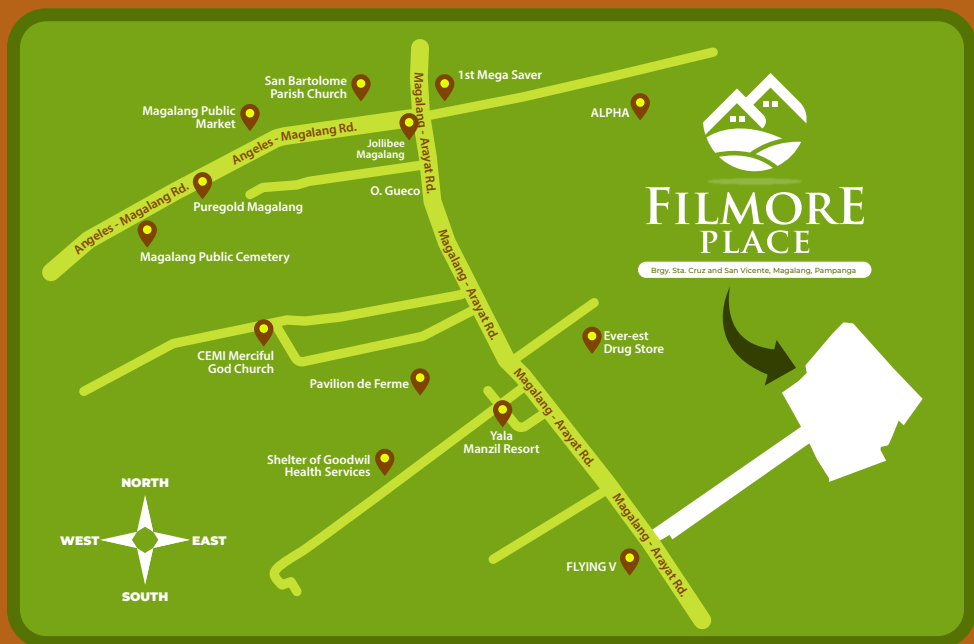 San Bartolome
Parish Church
1st Mega Saver
Magalang Public
Market
ALPHA
Magalang - Arayat Rd.
Angeles - Magalang Rd.
Jollibee
Magalang
O. Gueco
Angeles - Magalang Rd.
Puregold Magalang
Magalang Public Cemetery
FILMORE
PLACE
Brgy. Sta. Cruz and San Vicente, Magalang, Pampanga
Magalang - Arayat Rd.
CEMI Merciful
God Church
Ever-est
Drug Store
Pavilion de Ferme
Magalang - Arayat Rd.
Yala
Manzil Resort
Shelter of Goodwil
Health Services
Magalang - Arayat Rd.
FLYING V
NORTH
WEST
EAST
SOUTH